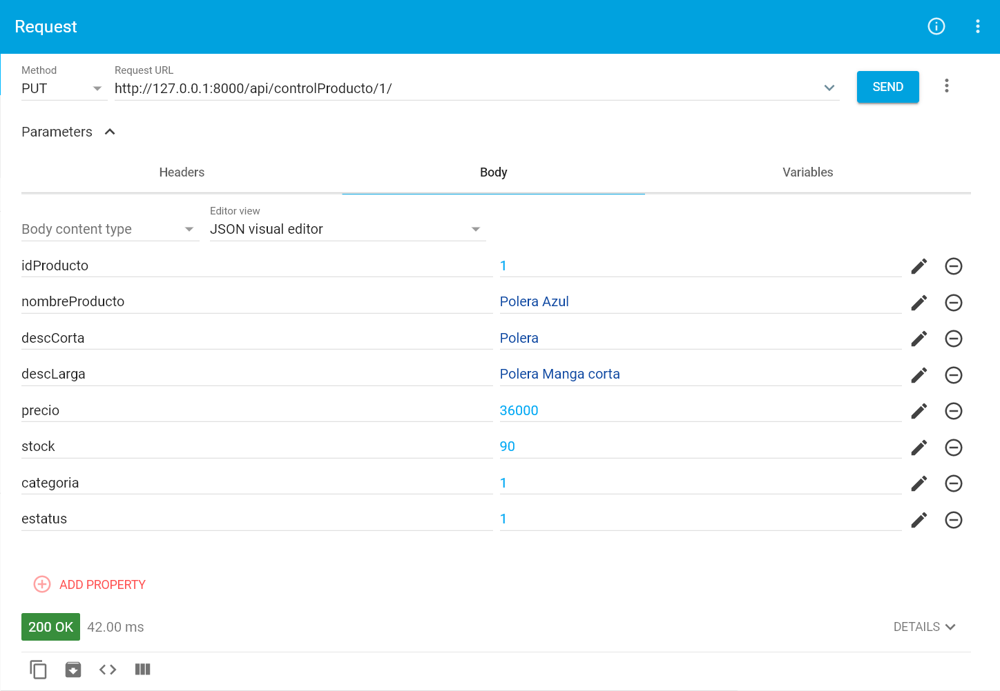 Request
Method
Request URL
PUT
http://127.0.0.1:8000/api/controlProducto/1/
SEND
Parameters
Headers
Body
Variables
Editor view
Body content type
JSON visual editor
idProducto 1
nombreProducto Polera Azul
descCorta Polera
descLarga Polera Manga corta
precio 36000
stock 90
categoria 1
estatus 1
ADD PROPERTY
200 OK 42.00 ms
DETAILS